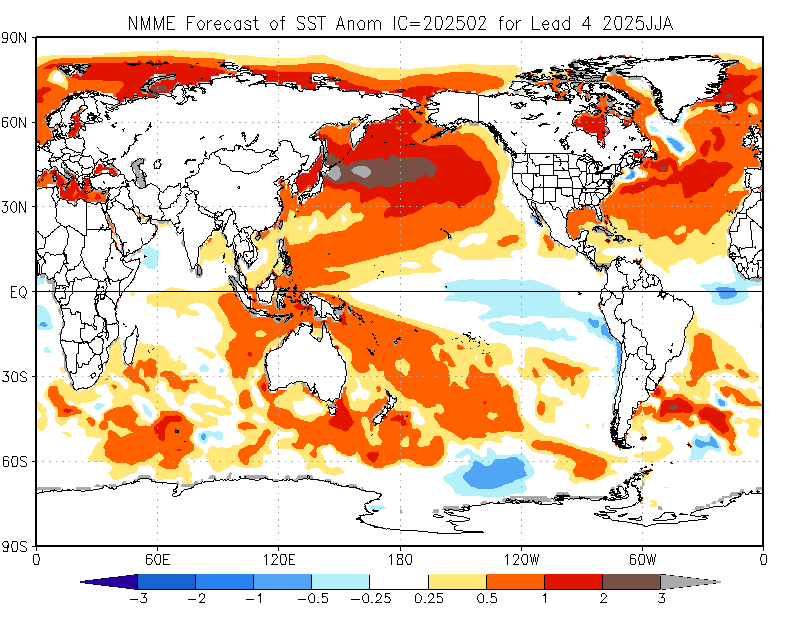 NMME Forecast of SST Anom IC=202502 for Lead 4 2025JJA
90N
60N
30N
EQ
30S
60S
90S
0 60E 120E 180 120W 60W 0
-3 -2 -1 -0.5 -0.25 0.25 0.5 1 2 3